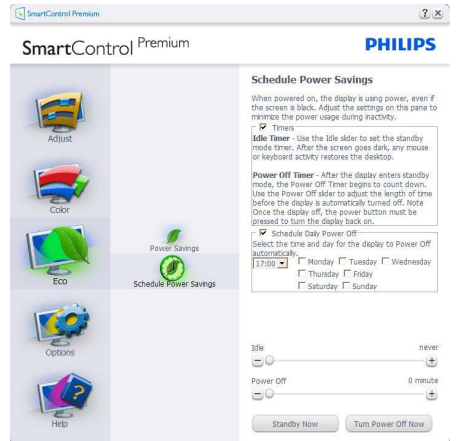 SmartControl Premium
SmartControl Premium
PHILIPS
Adjust
Color
Eco
Options
Help
Power Savings
Schedule Power Savings
Schedule Power Savings
When powered on, the display is using power, even if
the screen is black. Adjust the settings on this pane to
minimize the power usage during inactivity.
Timers
Idle Timer - Use the Idle slider to set the standby
mode timer. After the screen goes dark, any mouse
or keyboard activity restores the desktop.
Power Off Timer - After the display enters standby
mode, the Power Off Timer begins to count down.
Use the Power Off slider to adjust the length of time
before the display is automatically turned off. Note
Once the display off, the power button must be
pressed to turn the display back on.
Schedule Daily Power Off
Select the time and day for the display to Power Off
automatically.
17:00 Monday Tuesday Wednesday
Thursday Friday
Saturday Sunday
Idle never
Power Off 0 minute
Standby Now Turn Power Off Now